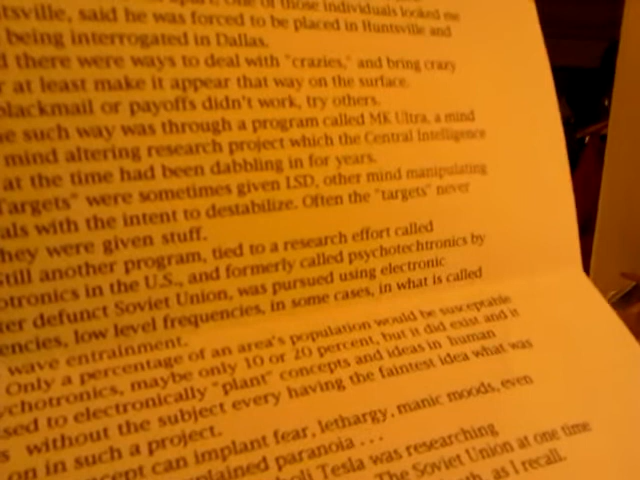 those individuals looked me
tsville, said he was forced to be placed in Huntsville and
being interrogated in Dallas.
d there were ways to deal with "crazies," and bring crazy
r at least make it appear that way on the surface.
blackmail or payoffs didn't work, try others.
e such way was through a program called MK Ultra, a mind
mind altering research project which the Central Intelligence
at the time had been dabbling in for years.
Targets" were sometimes given LSD, other mind manipulating
als with the intent to destabilize. Often the "targets" never
hey were given stuff.
Still another program, tied to a research effort called
otronics in the U.S., and formerly called psychotechtronics by
er defunct Soviet Union, was pursued using electronic
encies, low level frequencies, in some cases, in what is called
wave entrainment.
Only a percentage of an area's population would be susceptable
ychotronics, maybe only 10 or 20 percent, but it did exist and it
sed to electronically "plant" concepts and ideas in human
s without the subject every having the faintest idea what was
on in such a project.
cept can implant fear, lethargy, manic moods, even
plained paranoia . . .
oli Tesla was researching
The Soviet Union at one time
as I recall.